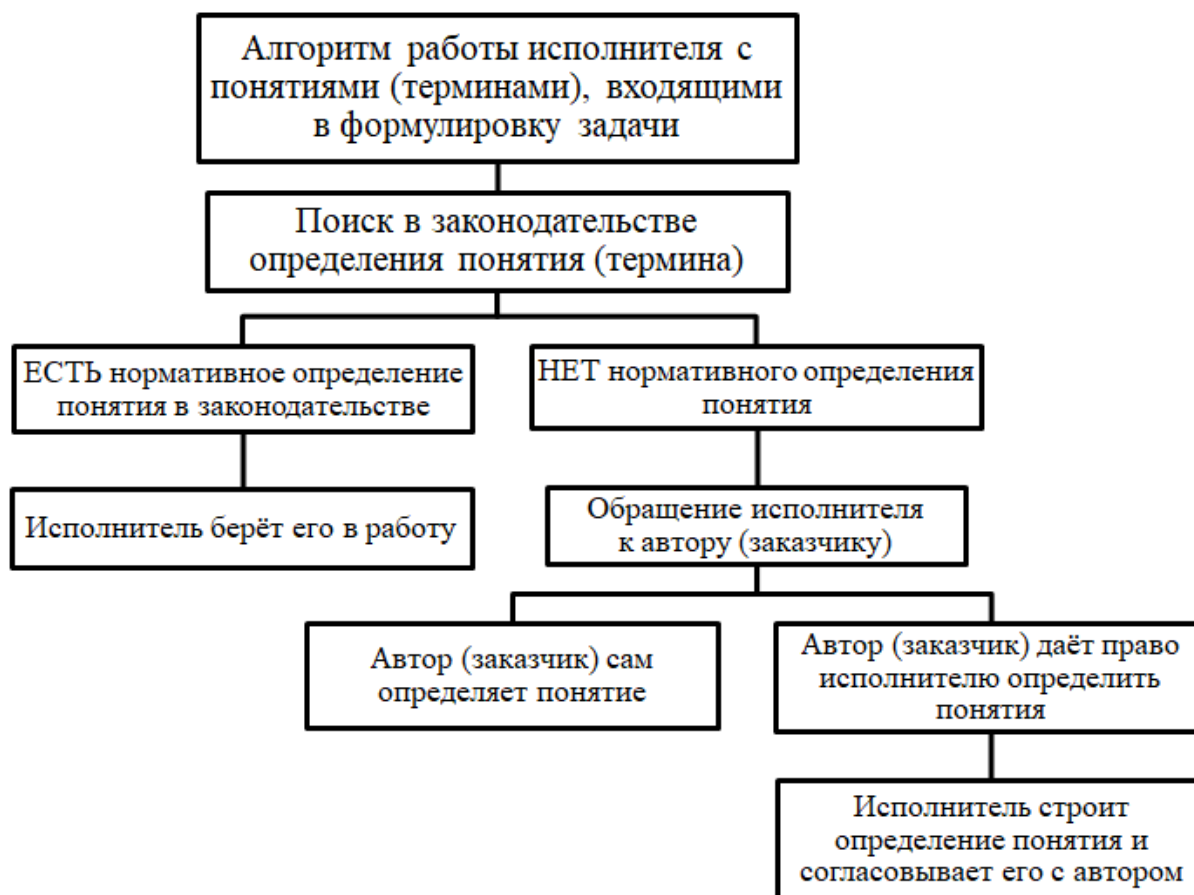 Алгоритм работы исполнителя с
понятиями (терминами), входящими
в формулировку задачи
Поиск в законодательстве
определения понятия (термина)
ЕСТЬ нормативное определение
понятия в законодательстве
НЕТ нормативного определения
понятия
Исполнитель берёт его в работу
Обращение исполнителя
к автору (заказчику)
Автор (заказчик) сам
определяет понятие
Автор (заказчик) даёт право
исполнителю определить
понятия
Исполнитель строит
определение понятия и
согласовывает его с автором